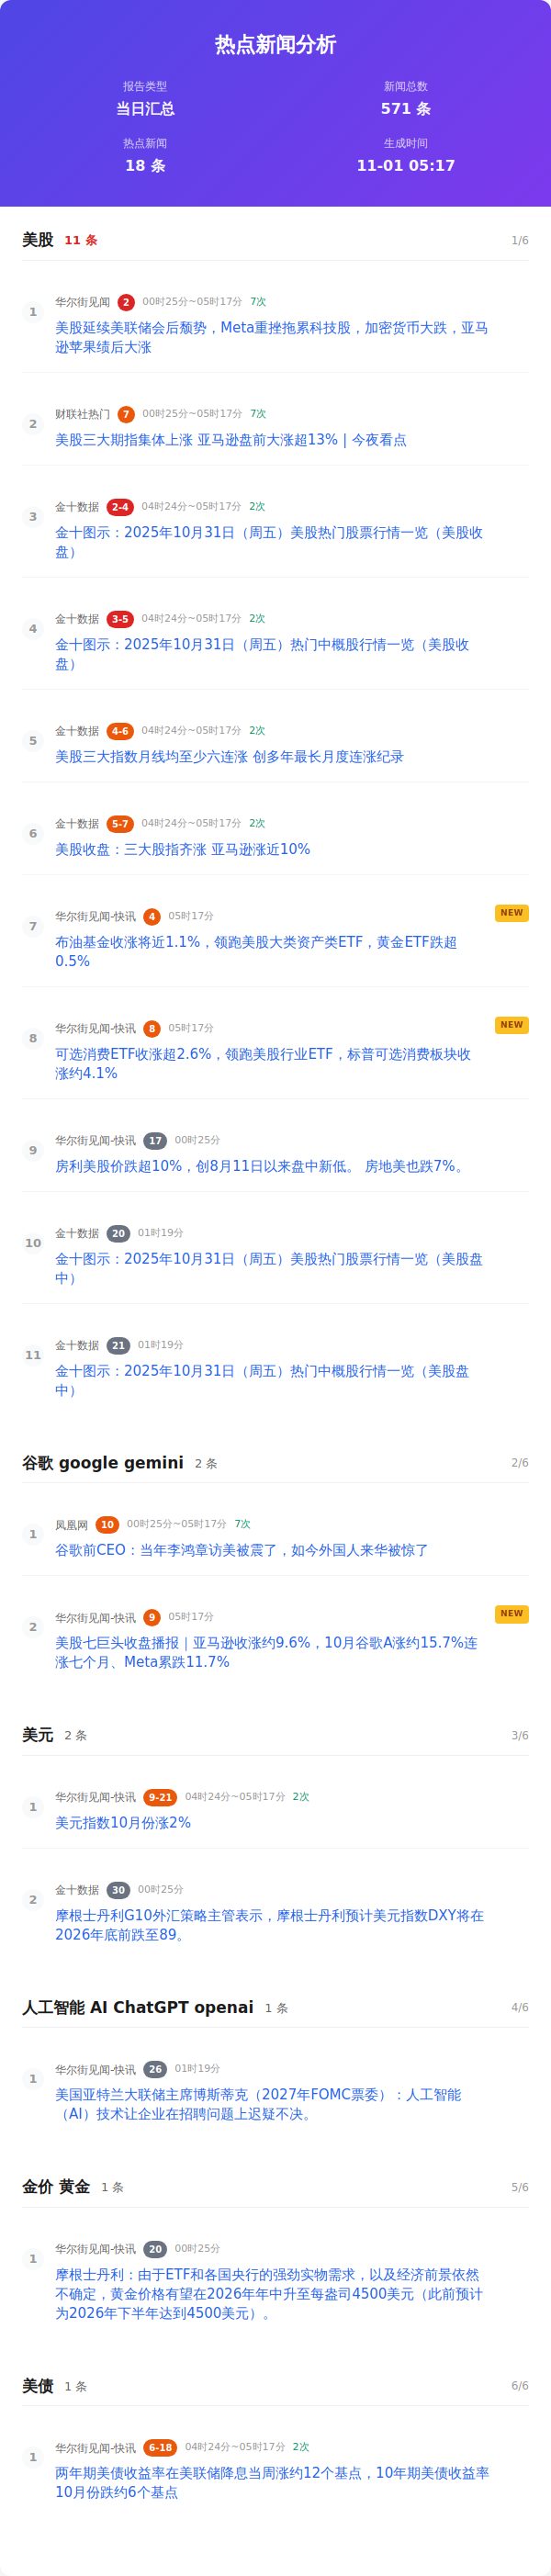 热点新闻分析
报告类型
当日汇总
新闻总数
571 条
热点新闻
18 条
生成时间
11-01 05:17
美股 11 条 1/6
1 华尔街见闻 2 00时25分~05时17分 7次
美股延续美联储会后颓势，Meta重挫拖累科技股，加密货币大跌，亚马
逊苹果绩后大涨
2 财联社热门 7 00时25分~05时17分 7次
美股三大期指集体上涨 亚马逊盘前大涨超13% | 今夜看点
3 金十数据 2-4 04时24分~05时17分 2次
金十图示：2025年10月31日（周五）美股热门股票行情一览（美股收
盘）
4 金十数据 3-5 04时24分~05时17分 2次
金十图示：2025年10月31日（周五）热门中概股行情一览（美股收
盘）
5 金十数据 4-6 04时24分~05时17分 2次
美股三大指数月线均至少六连涨 创多年最长月度连涨纪录
6 金十数据 5-7 04时24分~05时17分 2次
美股收盘：三大股指齐涨 亚马逊涨近10%
7 华尔街见闻-快讯 4 05时17分 NEW
布油基金收涨将近1.1%，领跑美股大类资产类ETF，黄金ETF跌超
0.5%
8 华尔街见闻-快讯 8 05时17分 NEW
可选消费ETF收涨超2.6%，领跑美股行业ETF，标普可选消费板块收
涨约4.1%
9 华尔街见闻-快讯 17 00时25分
房利美股价跌超10%，创8月11日以来盘中新低。 房地美也跌7%。
10 金十数据 20 01时19分
金十图示：2025年10月31日（周五）美股热门股票行情一览（美股盘
中）
11 金十数据 21 01时19分
金十图示：2025年10月31日（周五）热门中概股行情一览（美股盘
中）
谷歌 google gemini 2 条 2/6
1 凤凰网 10 00时25分~05时17分 7次
谷歌前CEO：当年李鸿章访美被震了，如今外国人来华被惊了
2 华尔街见闻-快讯 9 05时17分 NEW
美股七巨头收盘播报｜亚马逊收涨约9.6%，10月谷歌A涨约15.7%连
涨七个月、Meta累跌11.7%
美元 2 条 3/6
1 华尔街见闻-快讯 9-21 04时24分~05时17分 2次
美元指数10月份涨2%
2 金十数据 30 00时25分
摩根士丹利G10外汇策略主管表示，摩根士丹利预计美元指数DXY将在
2026年底前跌至89。
人工智能 AI ChatGPT openai 1 条 4/6
1 华尔街见闻-快讯 26 01时19分
美国亚特兰大联储主席博斯蒂克（2027年FOMC票委）：人工智能
（AI）技术让企业在招聘问题上迟疑不决。
金价 黄金 1 条 5/6
1 华尔街见闻-快讯 20 00时25分
摩根士丹利：由于ETF和各国央行的强劲实物需求，以及经济前景依然
不确定，黄金价格有望在2026年年中升至每盎司4500美元（此前预计
为2026年下半年达到4500美元）。
美债 1 条 6/6
1 华尔街见闻-快讯 6-18 04时24分~05时17分 2次
两年期美债收益率在美联储降息当周涨约12个基点，10年期美债收益率
10月份跌约6个基点